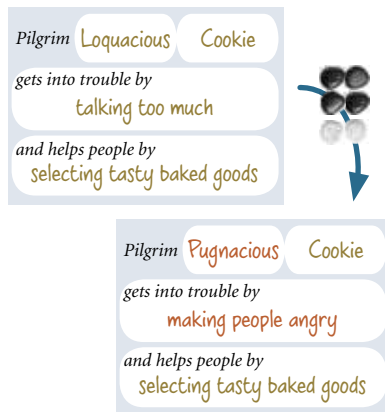 Pilgrim Loquacious Cookie
gets into trouble by
talking too much
and helps people by
selecting tasty baked goods
Pilgrim Pugnacious Cookie
gets into trouble by
making people angry
and helps people by
selecting tasty baked goods